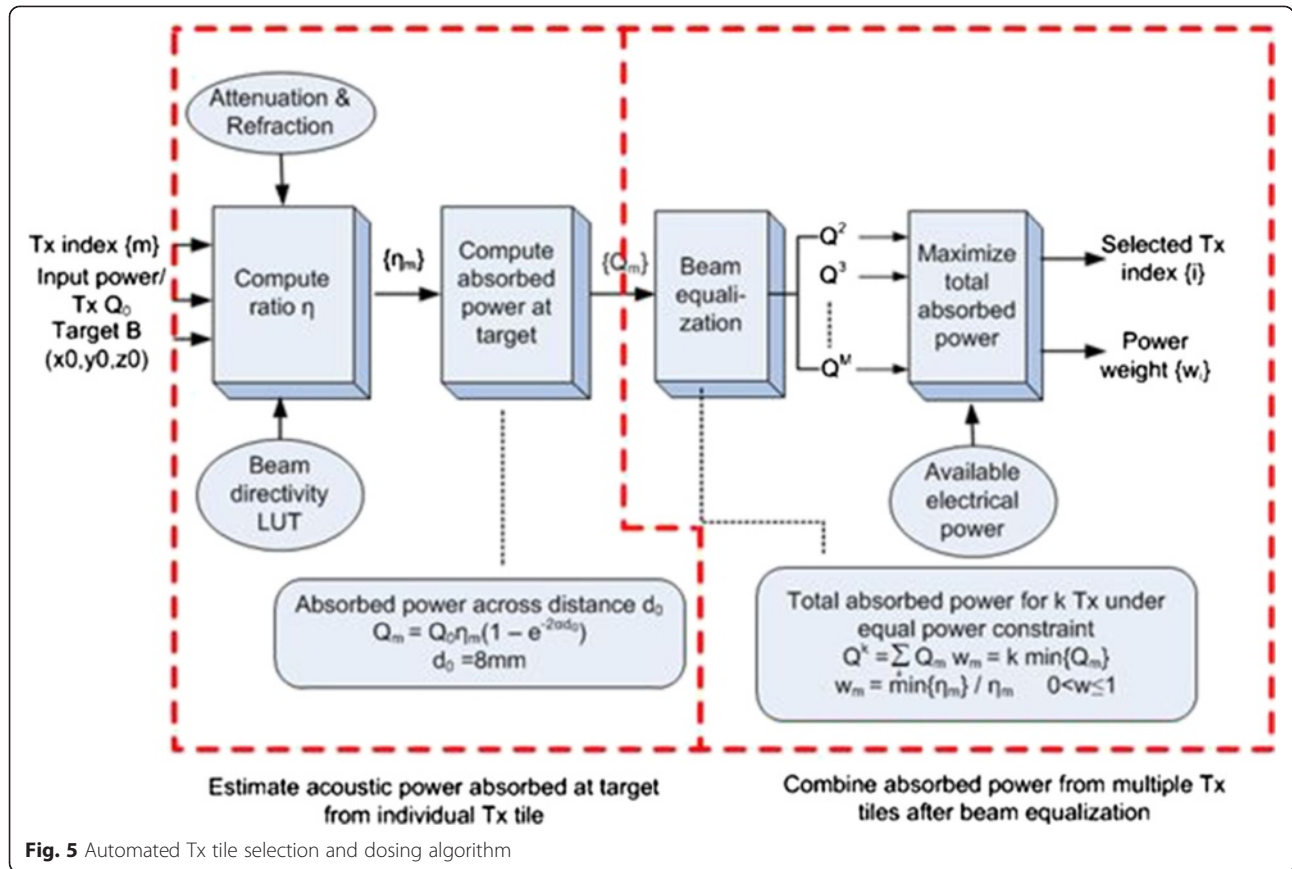 Attenuation &
Refraction
Tx index {m}
Input power/
Tx Q₀
Target B
(x0,y0,z0)
Compute
ratio η
{ηₘ}
Compute
absorbed
power at
target
{Qₘ}
Beam
equali-
zation
Q²
Q³
Qᴹ
Maximize
total
absorbed
power
Selected Tx
index {i}
Power
weight {wᵢ}
Beam
directivity
LUT
Available
electrical
power
Absorbed power across distance d₀
Qₘ = Q₀ηₘ(1 – e^-2αd₀)
d₀ =8mm
Total absorbed power for k Tx under
equal power constraint
Q^k = ∑ Qₘ wₘ = k min{Qₘ}
wₘ = min{ηₘ} / ηₘ 0<w≤1
Estimate acoustic power absorbed at target
from individual Tx tile
Combine absorbed power from multiple Tx
tiles after beam equalization
Fig. 5 Automated Tx tile selection and dosing algorithm